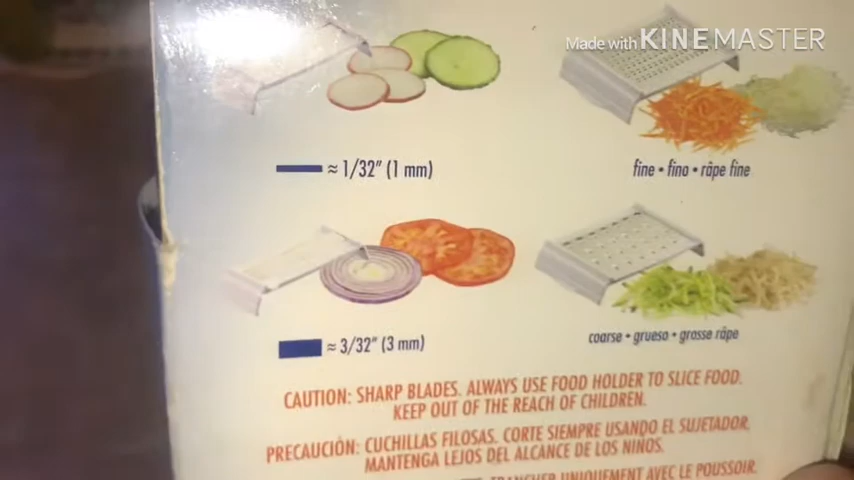 Made with KINEMASTER
≈ 1/32" (1 mm)
fine • fino • râpe fine
≈ 3/32" (3 mm)
coarse • grueso • grosse râpe
CAUTION: SHARP BLADES. ALWAYS USE FOOD HOLDER TO SLICE FOOD.
KEEP OUT OF THE REACH OF CHILDREN.
PRECAUCIÓN: CUCHILLAS FILOSAS. CORTE SIEMPRE USANDO EL SUJETADOR.
MANTENGA LEJOS DEL ALCANCE DE LOS NINOS.
TRANCHER UNIQUEMENT AVEC LE POUSSOIR.